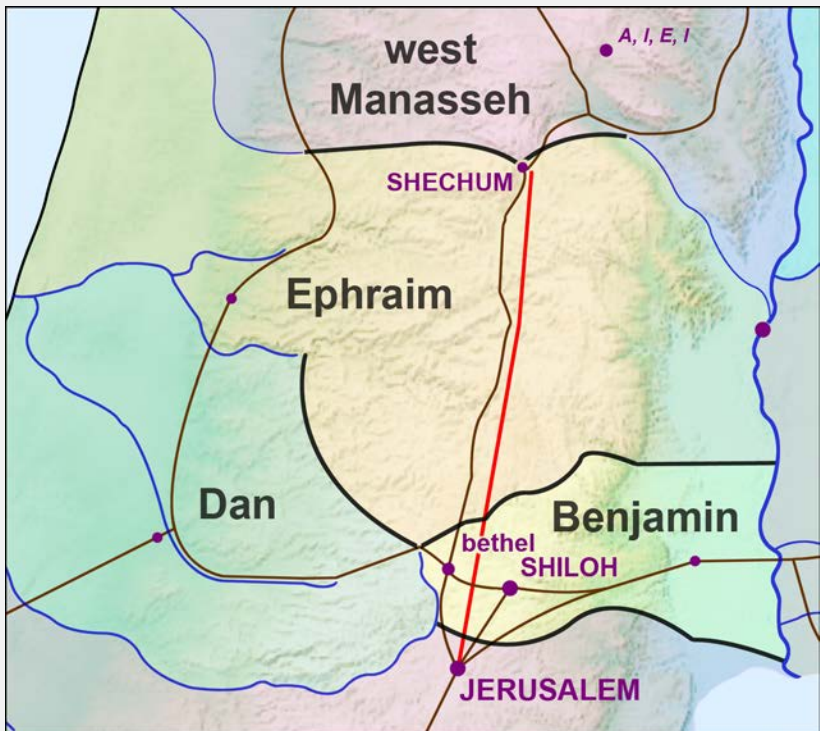 A, I, E, I
west
Manasseh
SHECHUM
Ephraim
Dan
Benjamin
bethel
SHILOH
JERUSALEM